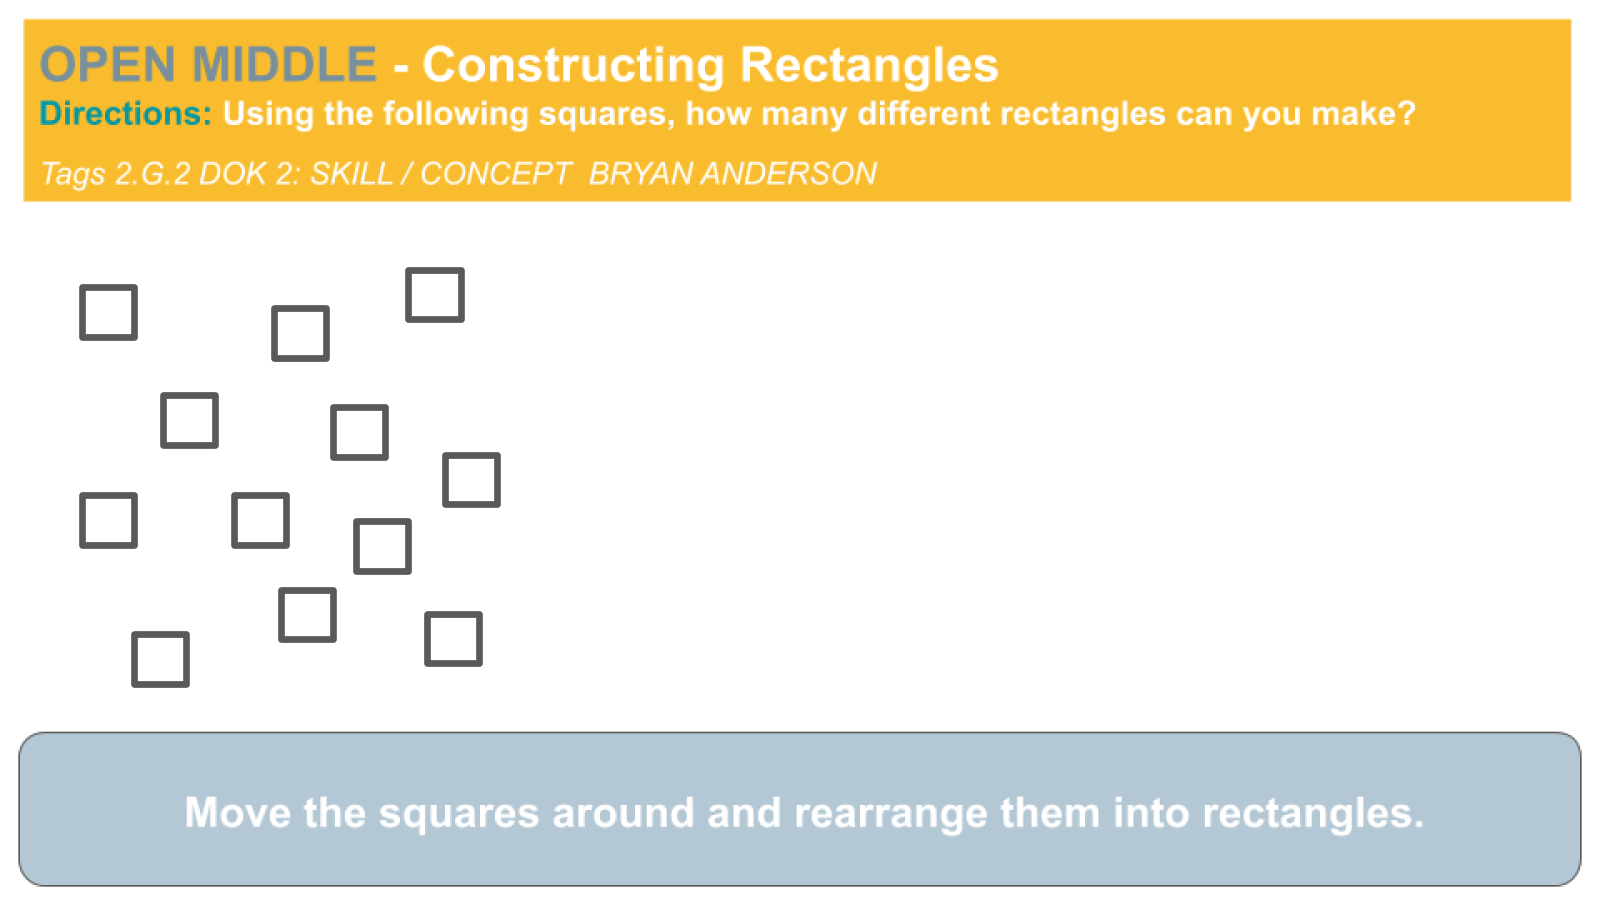 OPEN MIDDLE - Constructing Rectangles
Directions: Using the following squares, how many different rectangles can you make?
Tags 2.G.2 DOK 2: SKILL / CONCEPT  BRYAN ANDERSON
Move the squares around and rearrange them into rectangles.